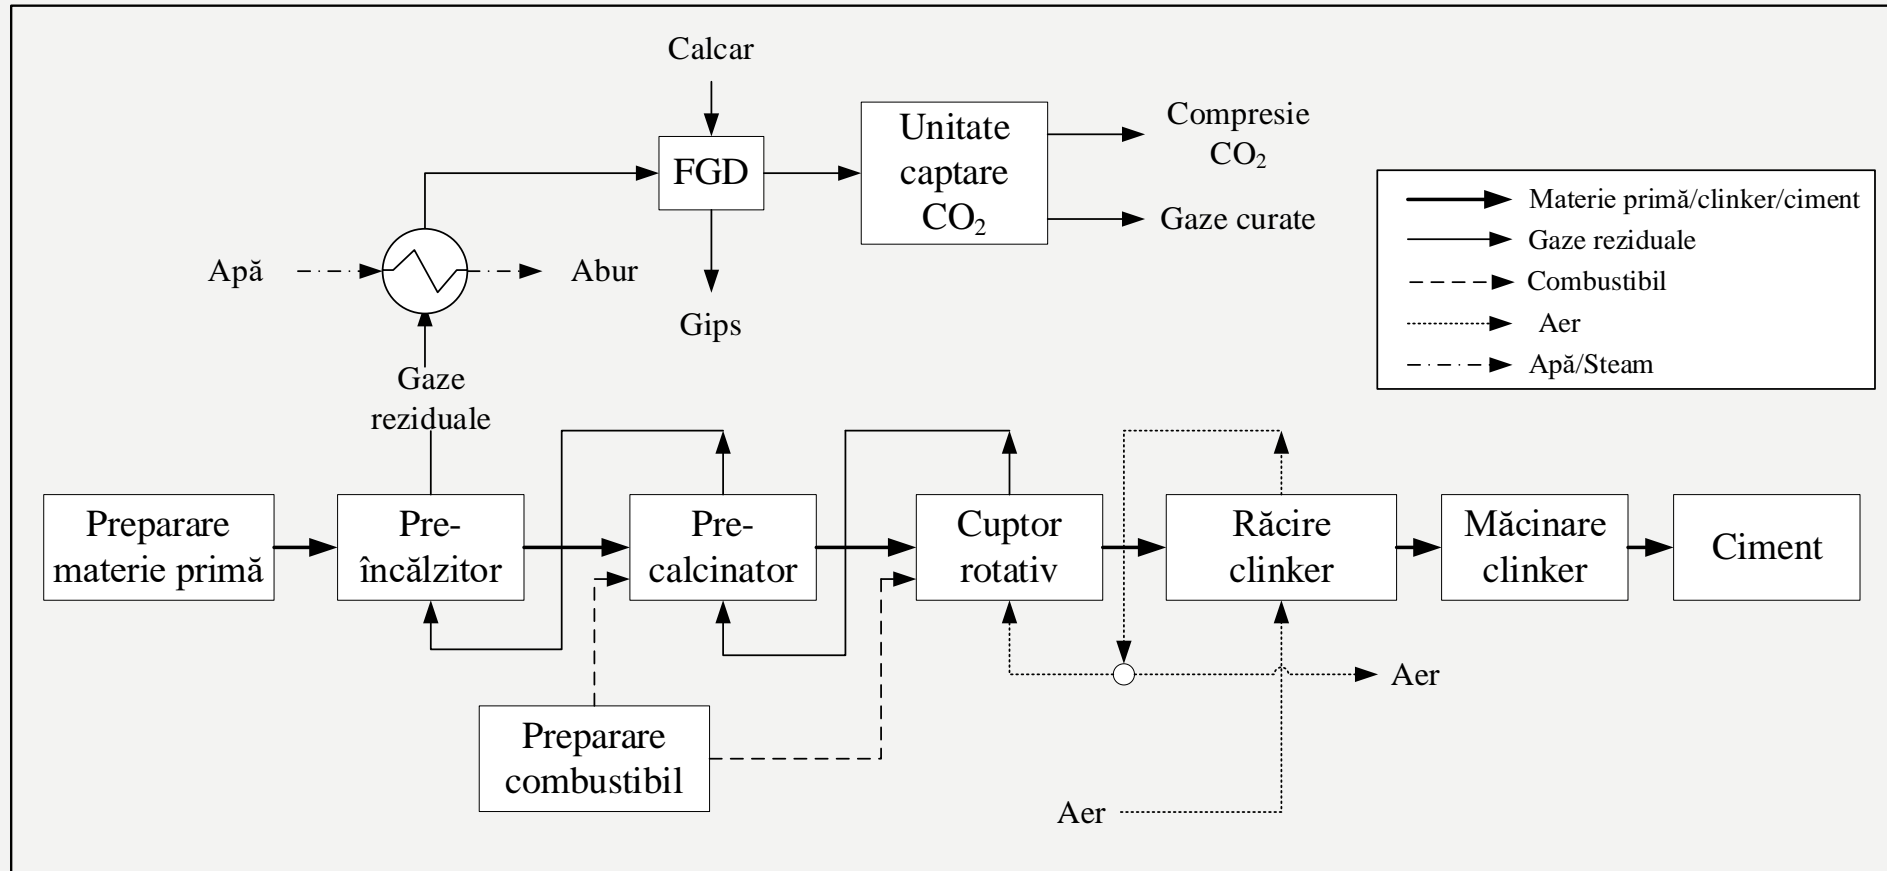 Calcar
FGD
Unitate
captare
CO₂
Compresie
CO₂
Gaze curate
Apă
Abur
Gips
Gaze
reziduale
Materie primă/clinker/ciment
Gaze reziduale
Combustibil
Aer
Apă/Steam
Preparare
materie primă
Pre-
încălzitor
Pre-
calcinator
Cuptor
rotativ
Răcire
clinker
Măcinare
clinker
Ciment
Aer
Preparare
combustibil
Aer